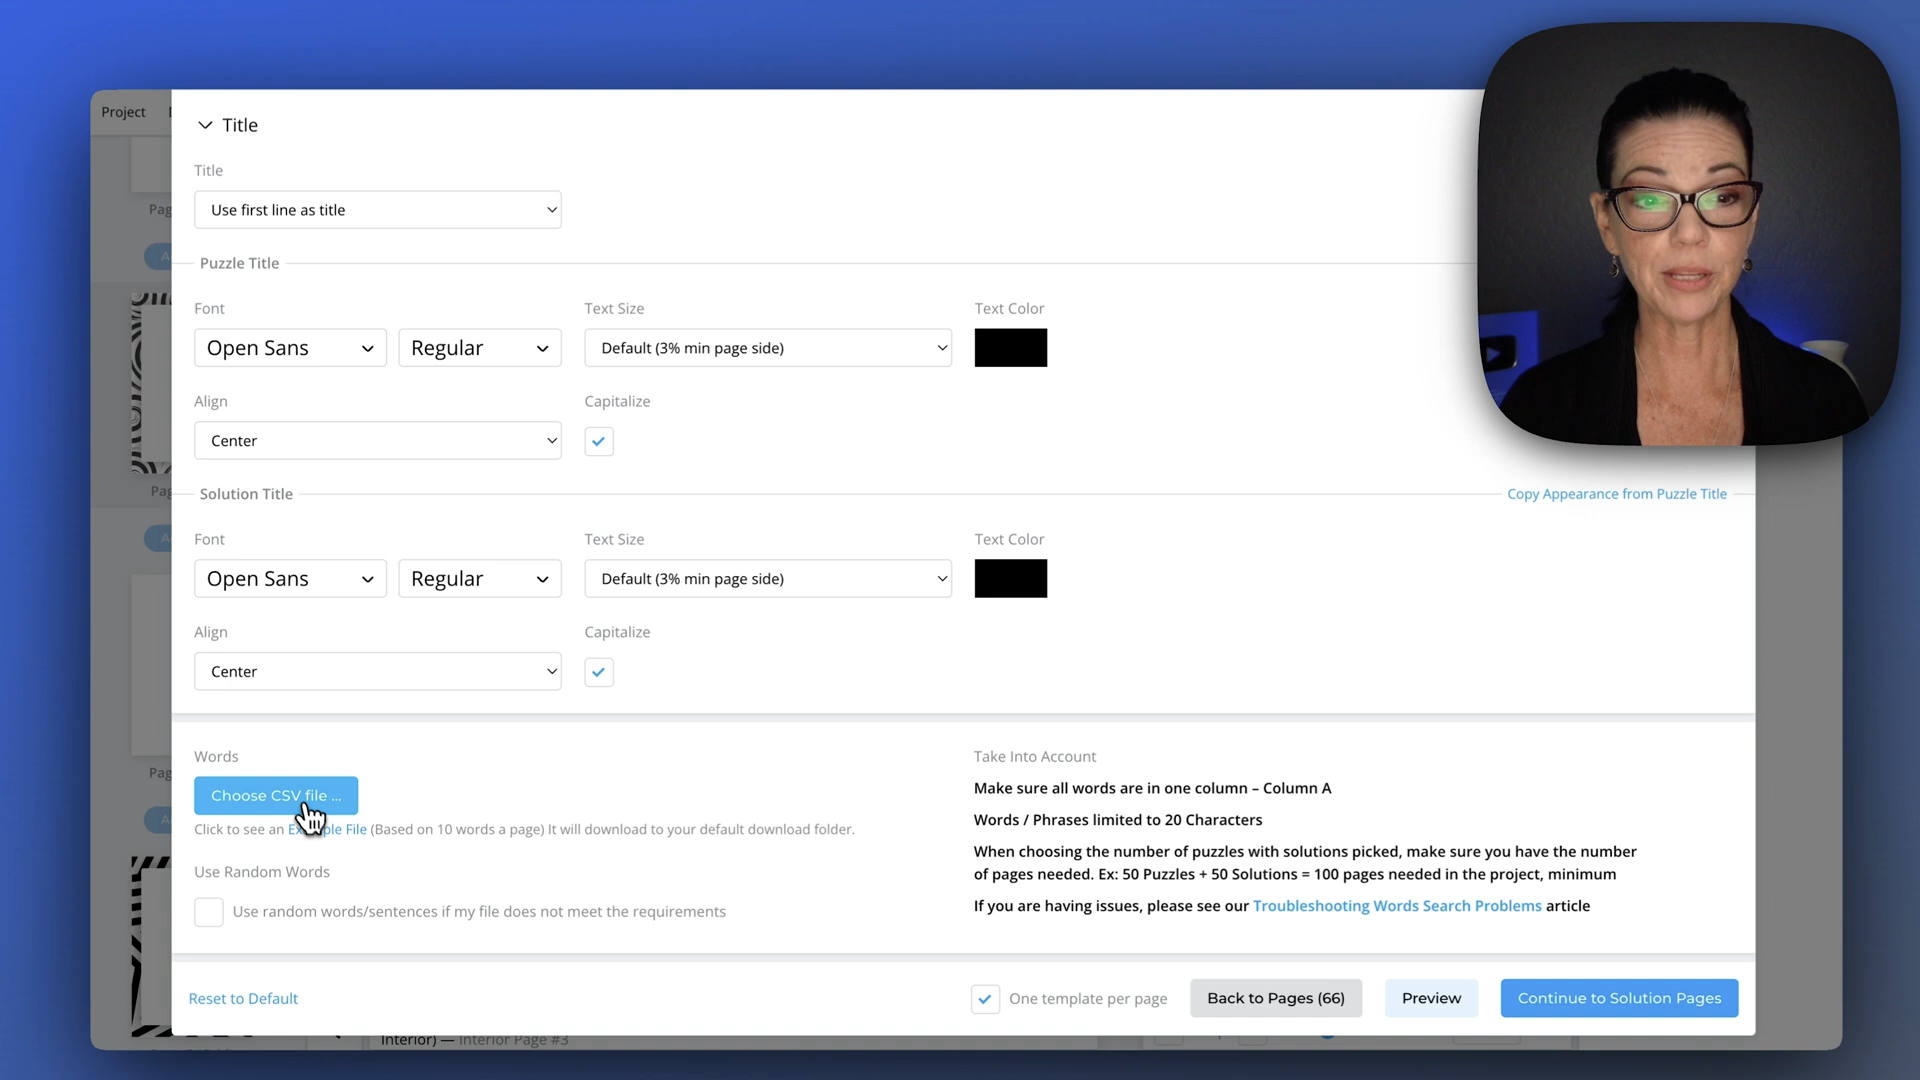 Project
Title
Title
Use first line as title
Puzzle Title
Font
Text Size
Text Color
Open Sans
Regular
Default (3% min page side)
Align
Capitalize
Center
Solution Title
Copy Appearance from Puzzle Title
Font
Text Size
Text Color
Open Sans
Regular
Default (3% min page side)
Align
Capitalize
Center
Words
Choose CSV file ...
Click to see an Example File (Based on 10 words a page) It will download to your default download folder.
Use Random Words
Use random words/sentences if my file does not meet the requirements
Take Into Account
Make sure all words are in one column – Column A
Words / Phrases limited to 20 Characters
When choosing the number of puzzles with solutions picked, make sure you have the number
of pages needed. Ex: 50 Puzzles + 50 Solutions = 100 pages needed in the project, minimum
If you are having issues, please see our Troubleshooting Words Search Problems article
Reset to Default
One template per page
Back to Pages (66)
Preview
Continue to Solution Pages
Interior) — Interior Page #3